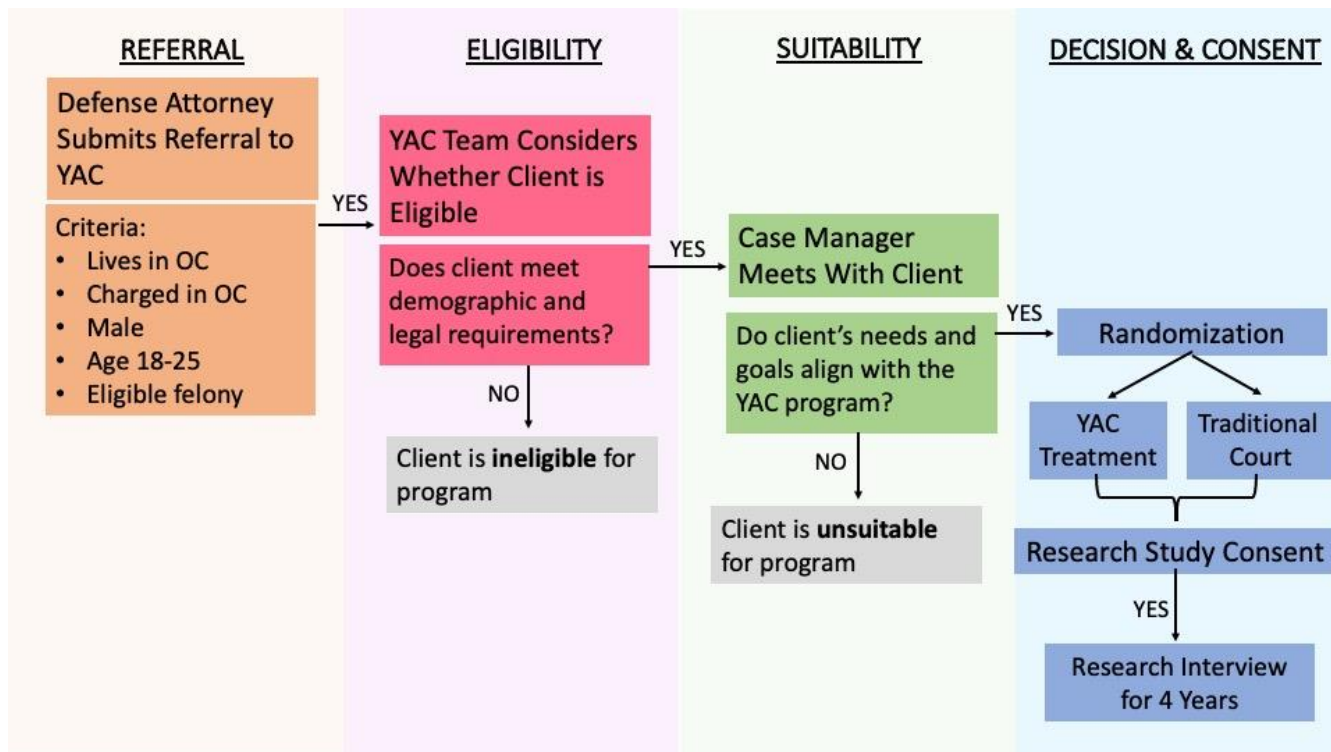 REFERRAL
Defense Attorney
Submits Referral to
YAC
Criteria:
• Lives in OC
• Charged in OC
• Male
• Age 18-25
• Eligible felony
YES
ELIGIBILITY
YAC Team Considers
Whether Client is
Eligible
Does client meet
demographic and
legal requirements?
NO
Client is ineligible for
program
YES
SUITABILITY
Case Manager
Meets With Client
Do client's needs and
goals align with the
YAC program?
NO
Client is unsuitable
for program
YES
DECISION & CONSENT
Randomization
YAC
Treatment
Traditional
Court
Research Study Consent
YES
Research Interview
for 4 Years